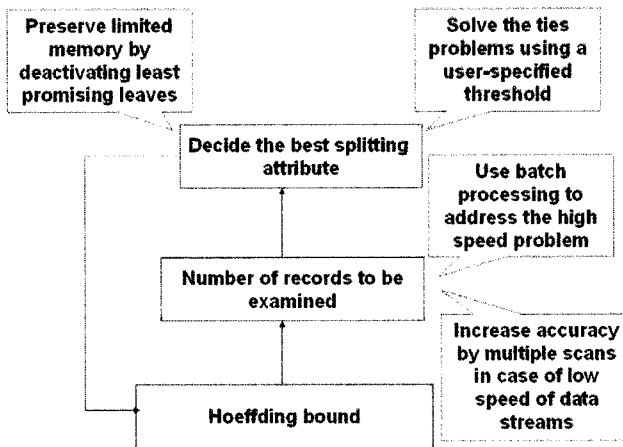 Preserve limited
memory by
deactivating least
promising leaves
Solve the ties
problems using a
user-specified
threshold
Decide the best splitting
attribute
Use batch
processing to
address the high
speed problem
Number of records to be
examined
Increase accuracy
by multiple scans
in case of low
speed of data
streams
Hoeffding bound